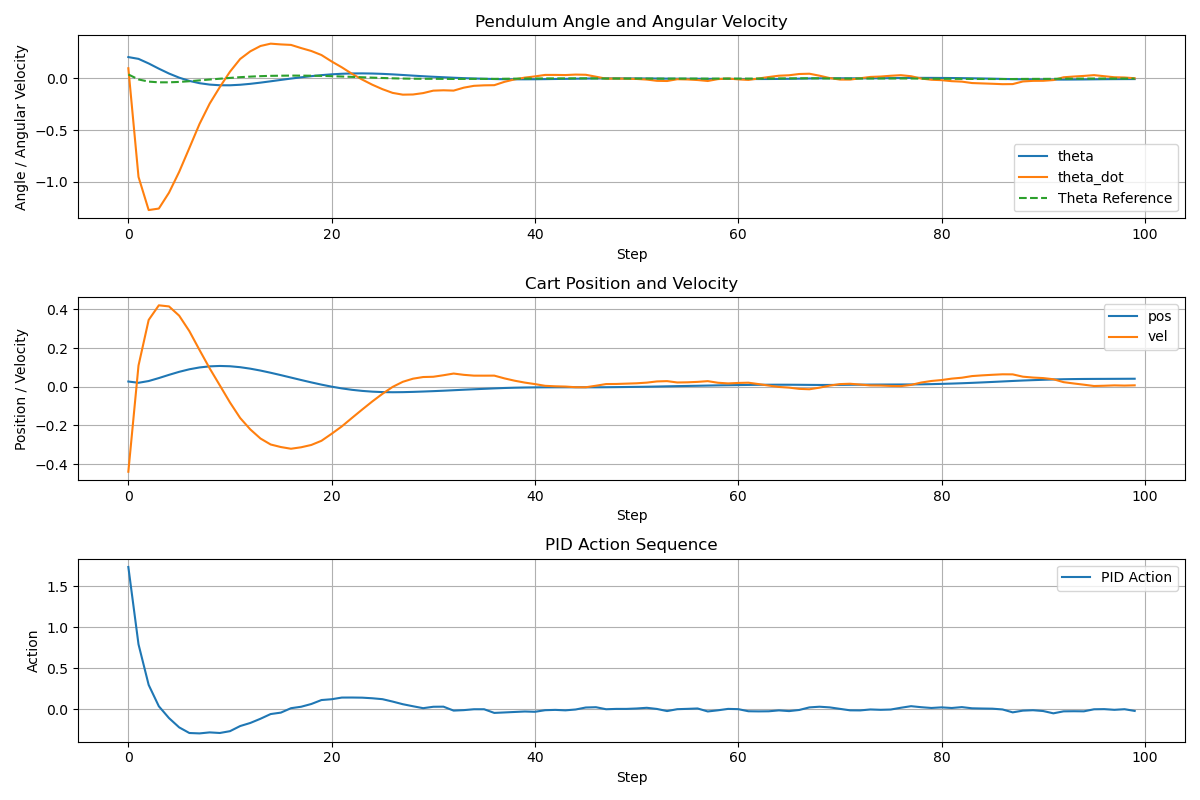 Pendulum Angle and Angular Velocity
Angle / Angular Velocity
0.0
−0.5
−1.0
theta
theta_dot
Theta Reference
0 20 40 60 80 100
Step
Cart Position and Velocity
Position / Velocity
0.4
0.2
0.0
−0.2
−0.4
pos
vel
0 20 40 60 80 100
Step
PID Action Sequence
Action
1.5
1.0
0.5
0.0
PID Action
0 20 40 60 80 100
Step